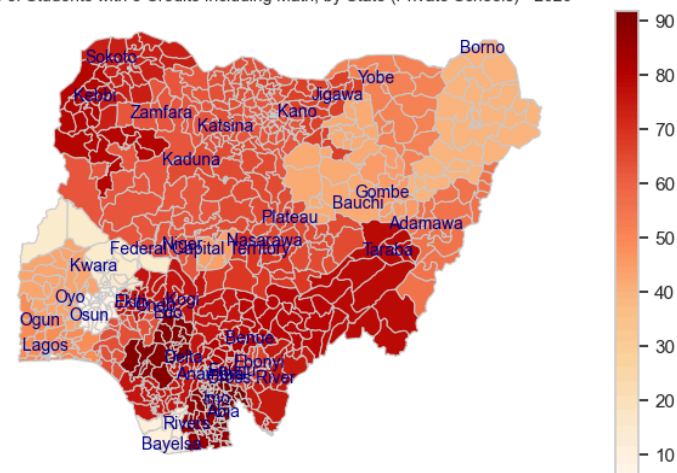 of Students with 5 Credits including Math, by State (Private Schools) - 2020
Borno
Sokoto
Yobe
Kebbi
Jigawa
Zamfara
Kano
Katsina
Kaduna
Gombe
Bauchi
Plateau
Adamawa
Federal Capital Territory
Niger
Nasarawa
Taraba
Kwara
Oyo
Ekiti
Ondo
Kogi
Edo
Osun
Ogun
Benue
Lagos
Delta
Ebonyi
Cross River
Imo
Abia
Rivers
Bayelsa
90
80
70
60
50
40
30
20
10